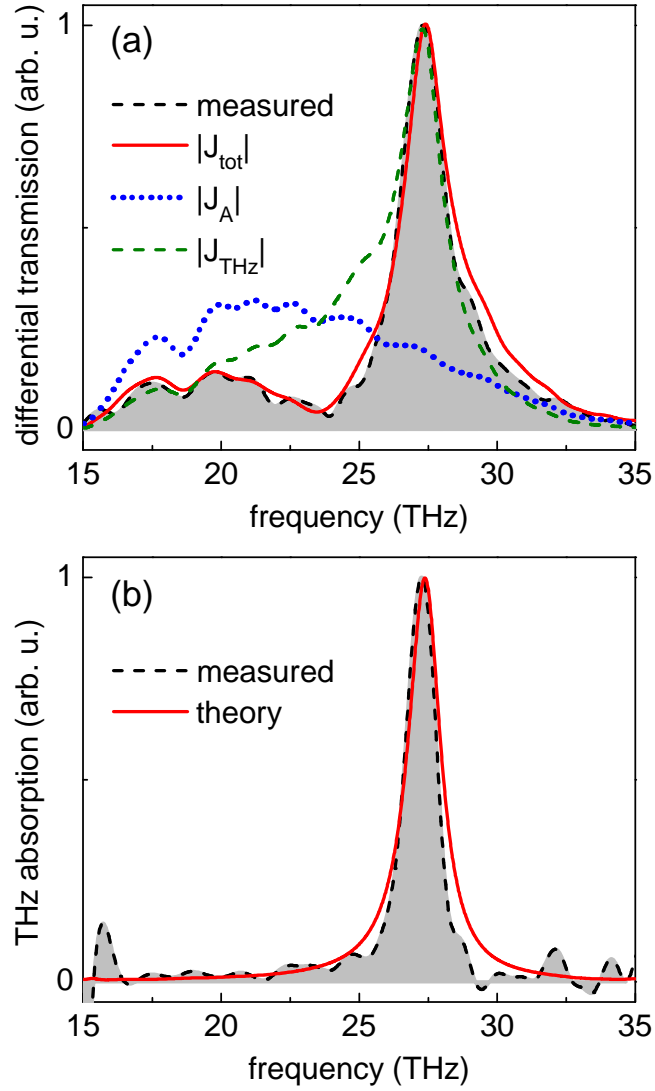 1
(a)
measured
|J_tot|
|J_A|
|J_THz|
0
differential transmission (arb. u.)
15 20 25 30 35
frequency (THz)
1
(b)
measured
theory
0
THz absorption (arb. u.)
15 20 25 30 35
frequency (THz)